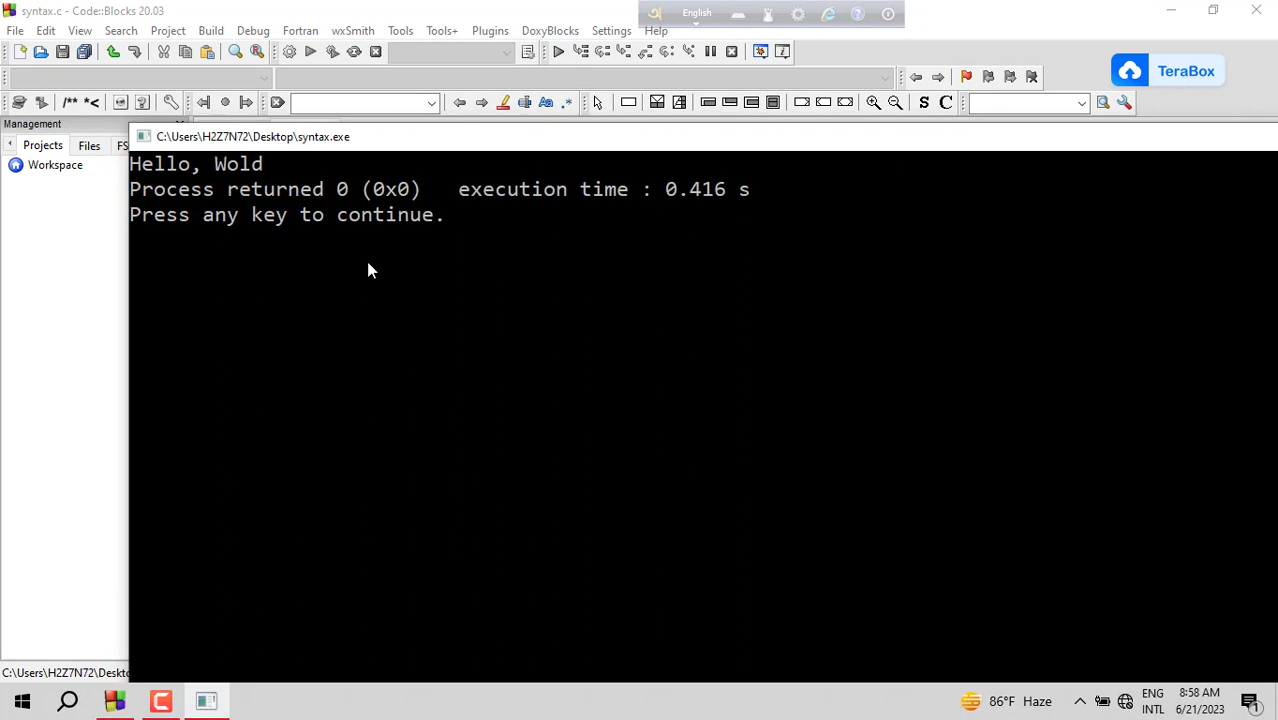 syntax.c - Code::Blocks 20.03
English
File Edit View Search Project Build Debug Fortran wxSmith Tools Tools+ Plugins DoxyBlocks Settings Help
TeraBox
/** *<
Aa .*
S C
Management
C:\Users\H2Z7N72\Desktop\syntax.exe
Projects Files FS
Workspace
Hello, Wold
Process returned 0 (0x0) execution time : 0.416 s
Press any key to continue.
C:\Users\H2Z7N72\Deskto
86°F Haze
ENG
INTL
8:58 AM
6/21/2023
1